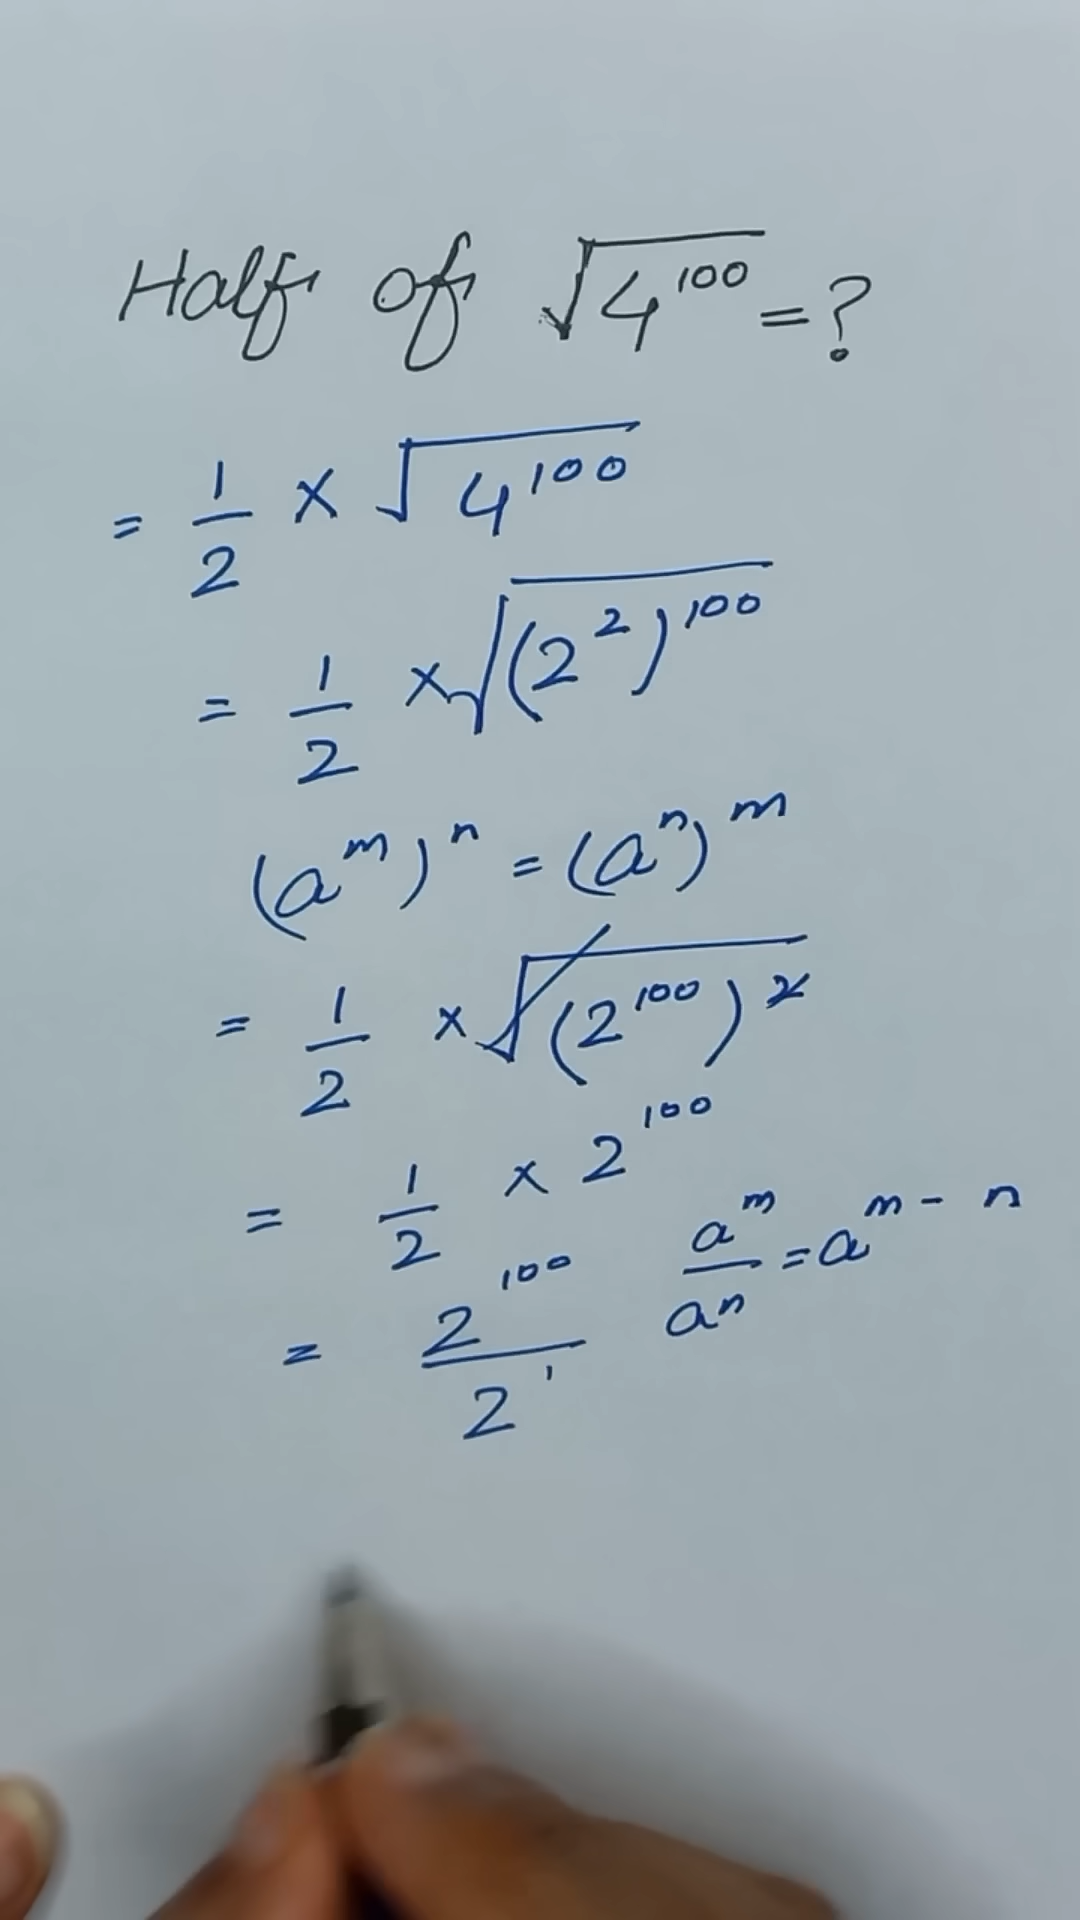 Half of √4¹⁰⁰ = ?
= 1/2 × √4¹⁰⁰
= 1/2 × √(2²)¹⁰⁰
(aᵐ)ⁿ = (aⁿ)ᵐ
= 1/2 × √(2¹⁰⁰)²
= 1/2 × 2¹⁰⁰
= 2¹⁰⁰/2¹ aᵐ/aⁿ = aᵐ⁻ⁿ